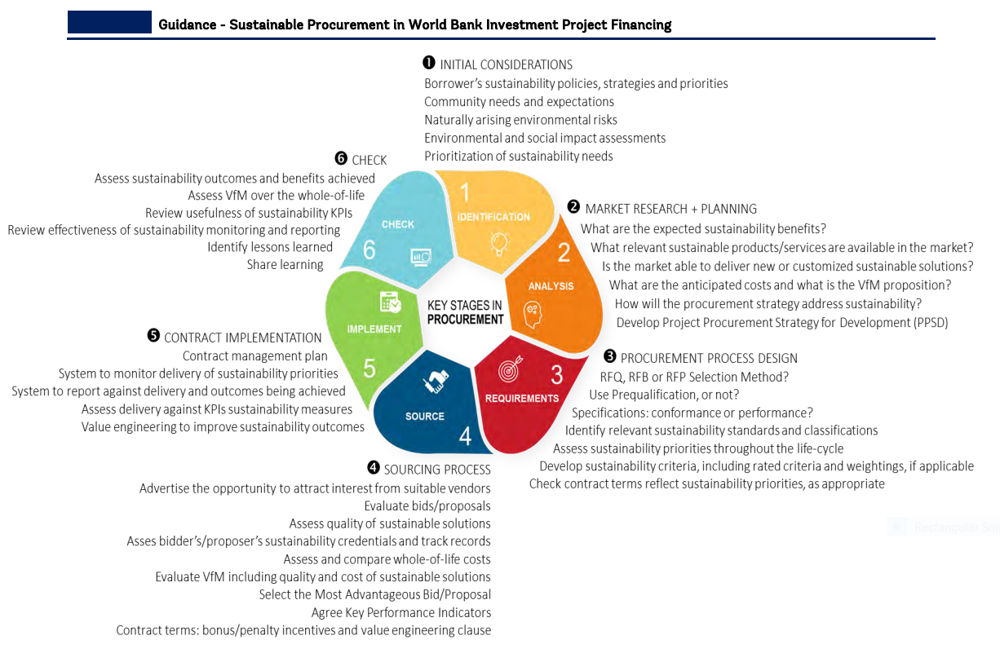 Guidance - Sustainable Procurement in World Bank Investment Project Financing
❶ INITIAL CONSIDERATIONS
Borrower's sustainability policies, strategies and priorities
Community needs and expectations
Naturally arising environmental risks
Environmental and social impact assessments
Prioritization of sustainability needs
❷ MARKET RESEARCH + PLANNING
What are the expected sustainability benefits?
What relevant sustainable products/services are available in the market?
Is the market able to deliver new or customized sustainable solutions?
What are the anticipated costs and what is the VfM proposition?
How will the procurement strategy address sustainability?
Develop Project Procurement Strategy for Development (PPSD)
❸ PROCUREMENT PROCESS DESIGN
RFQ, RFB or RFP Selection Method?
Use Prequalification, or not?
Specifications: conformance or performance?
Identify relevant sustainability standards and classifications
Assess sustainability priorities throughout the life-cycle
Develop sustainability criteria, including rated criteria and weightings, if applicable
Check contract terms reflect sustainability priorities, as appropriate
❹ SOURCING PROCESS
Advertise the opportunity to attract interest from suitable vendors
Evaluate bids/proposals
Assess quality of sustainable solutions
Asses bidder's/proposer's sustainability credentials and track records
Assess and compare whole-of-life costs
Evaluate VfM including quality and cost of sustainable solutions
Select the Most Advantageous Bid/Proposal
Agree Key Performance Indicators
Contract terms: bonus/penalty incentives and value engineering clause
❺ CONTRACT IMPLEMENTATION
Contract management plan
System to monitor delivery of sustainability priorities
System to report against delivery and outcomes being achieved
Assess delivery against KPIs sustainability measures
Value engineering to improve sustainability outcomes
❻ CHECK
Assess sustainability outcomes and benefits achieved
Assess VfM over the whole-of-life
Review usefulness of sustainability KPIs
Review effectiveness of sustainability monitoring and reporting
Identify lessons learned
Share learning
KEY STAGES IN
PROCUREMENT
1
IDENTIFICATION
2
ANALYSIS
3
REQUIREMENTS
SOURCE
4
IMPLEMENT
5
CHECK
6
Rectangular